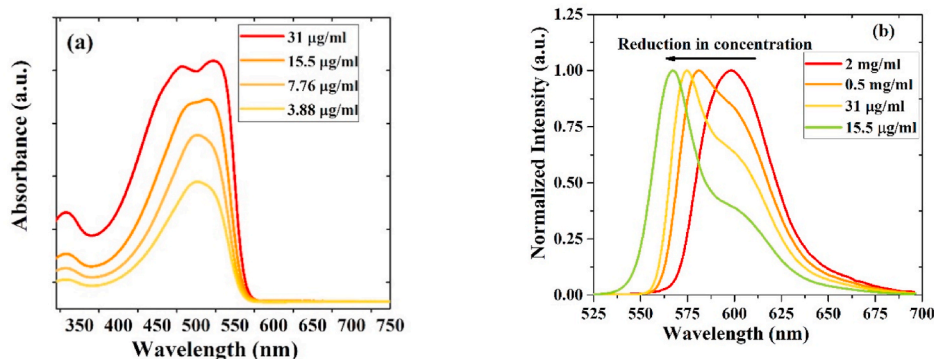 (a)
31 µg/ml
15.5 µg/ml
7.76 µg/ml
3.88 µg/ml
Absorbance (a.u.)
345 400 450 500 550 600 650 700 750
Wavelength (nm)
(b)
Reduction in concentration
2 mg/ml
0.5 mg/ml
31 µg/ml
15.5 µg/ml
Normalized Intensity (a.u.)
1.25
1.00
0.75
0.50
0.25
0.00
525 550 575 600 625 650 675 700
Wavelength (nm)